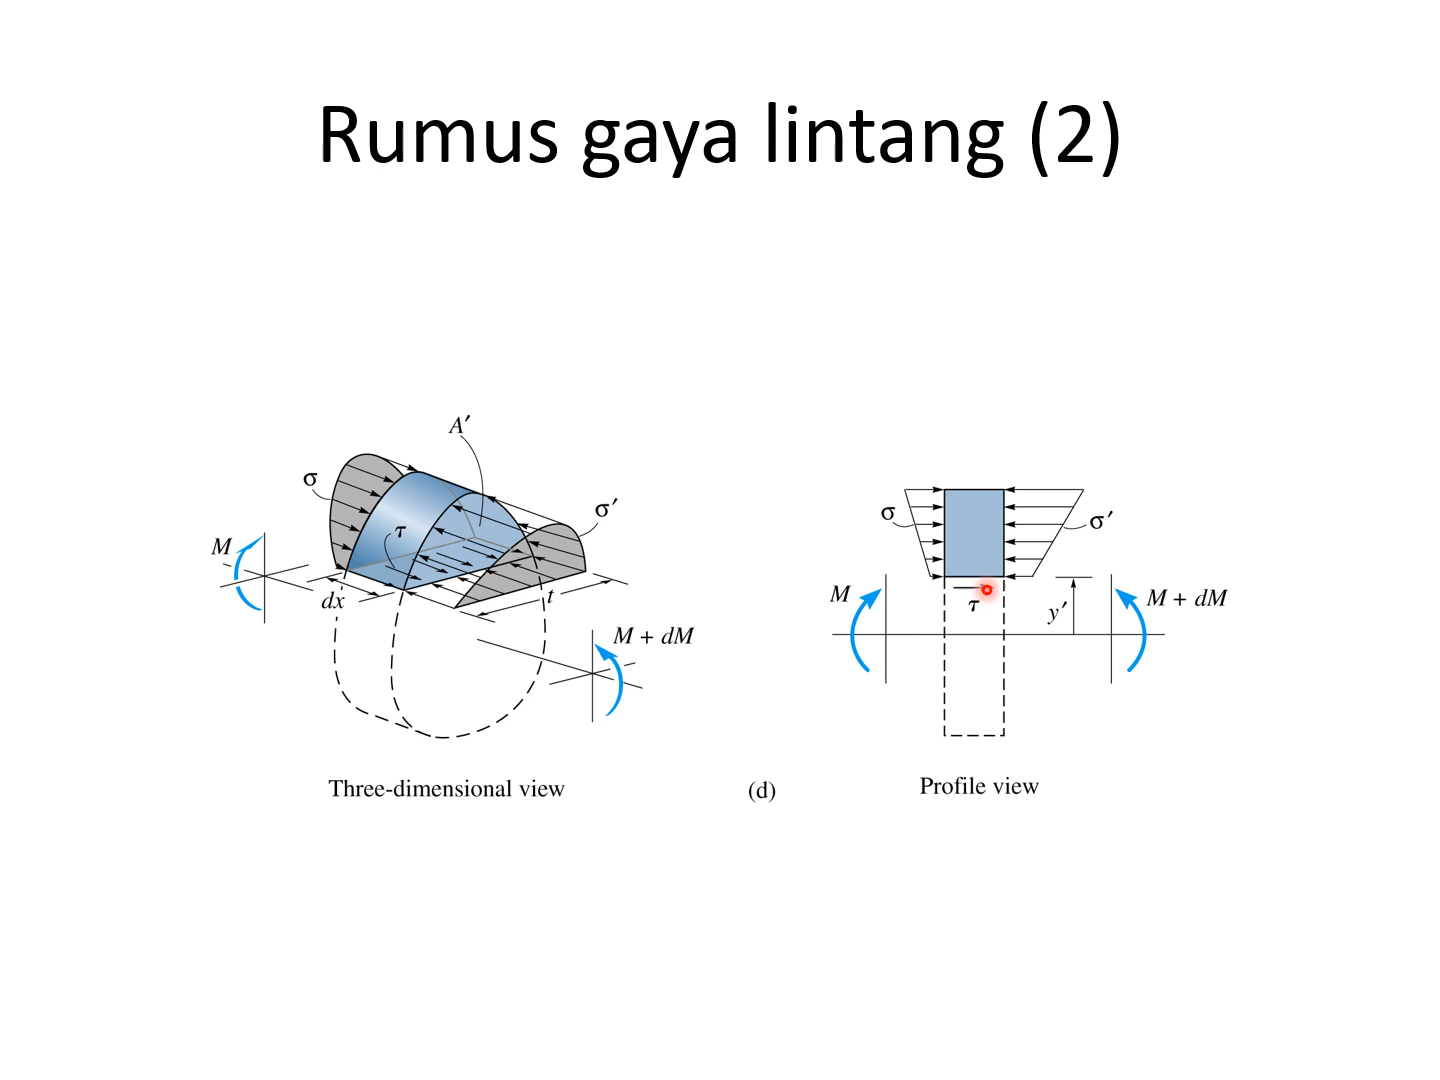 Rumus gaya lintang (2)
A′
σ
σ′
τ
M
dx
t
M + dM
Three-dimensional view
(d)
σ
σ′
M
τ
y′
M + dM
Profile view